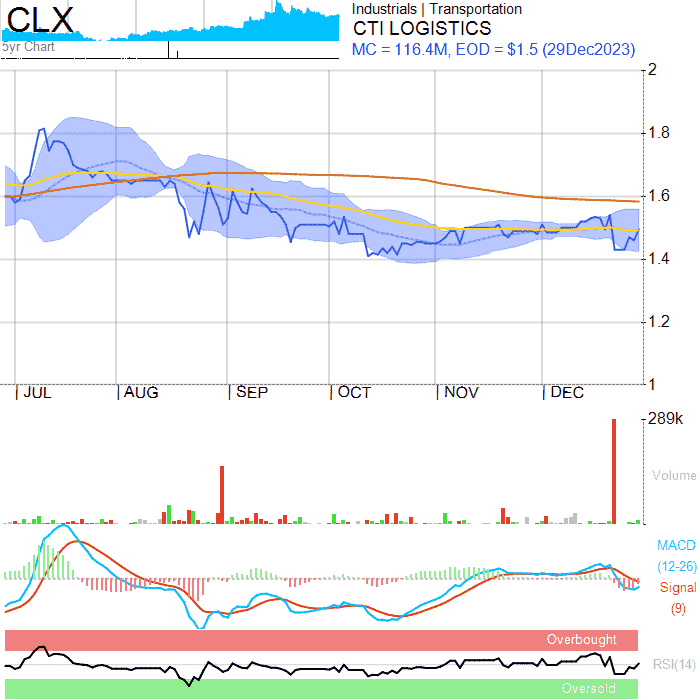 CLX
5yr Chart
Industrials | Transportation
CTI LOGISTICS
MC = 116.4M, EOD = $1.5 (29Dec2023)
2
1.8
1.6
1.4
1.2
1
JUL AUG SEP OCT NOV DEC
289k
Volume
MACD
(12-26)
Signal
(9)
Overbought
RSI(14)
Oversold